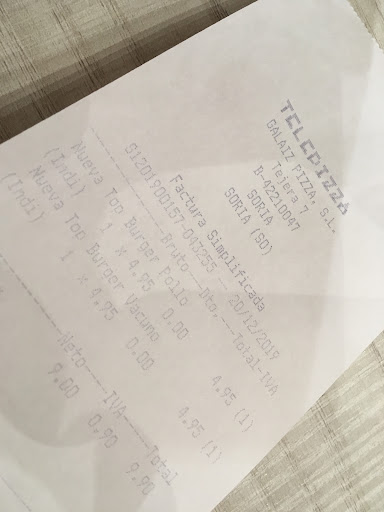 TELEPIZZA
GALAIZ PIZZA, S.L.
Tejera 7
B-42210047
SORIA
SORIA (SO)
Factura Simplificada
S1201900157-043255 20/12/2019
Bruto Dto. Total-IVA
Nueva Top Burger Pollo
(Indi) 1 x 4.95 0.00 4.95 (1)
Nueva Top Burger Vacuno
(Indi) 1 x 4.95 0.00 4.95 (1)
Neto IVA Total
9.00 0.90 9.90